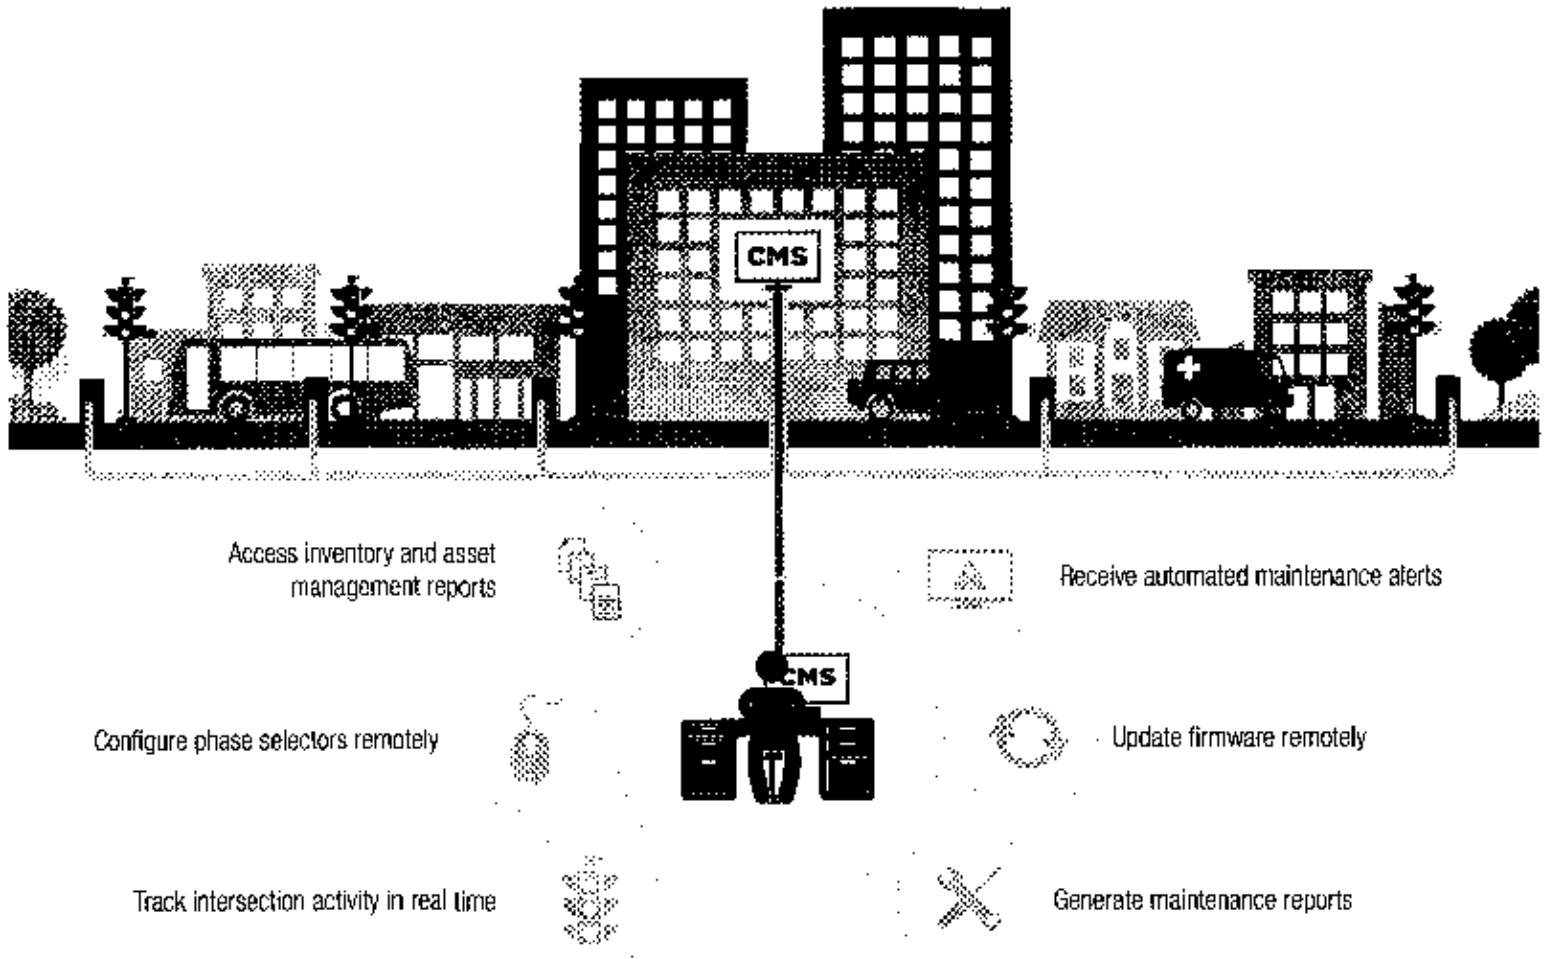 CMS
Access inventory and asset
management reports
Receive automated maintenance alerts
CMS
Configure phase selectors remotely
Update firmware remotely
Track intersection activity in real time
Generate maintenance reports